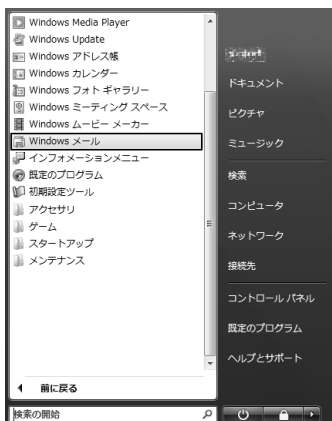 Windows Media Player
Windows Update
Windows アドレス帳
Windows カレンダー
Windows フォト ギャラリー
Windows ミーティング スペース
Windows ムービー メーカー
Windows メール
インフォメーションメニュー
既定のプログラム
初期設定ツール
アクセサリ
ゲーム
スタートアップ
メンテナンス
前に戻る
検索の開始
ドキュメント
ピクチャ
ミュージック
検索
コンピュータ
ネットワーク
接続先
コントロール パネル
既定のプログラム
ヘルプとサポート